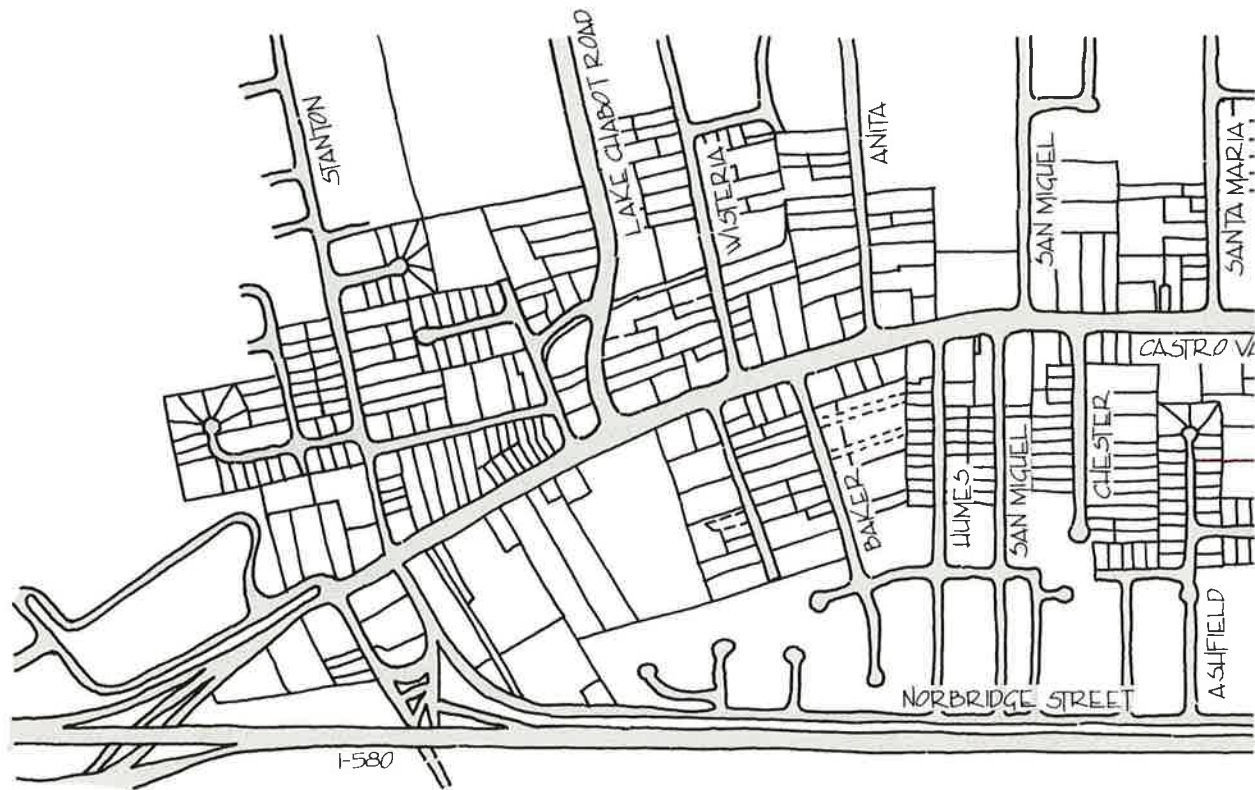 STANTON
LAKE CHABOT ROAD
WISTERIA
ANITA
SAN MIGUEL
SANTA MARIA
CASTRO VA
BAKER
HUMES
SAN MIGUEL
CHESTER
ASHFIELD
NORBRIDGE STREET
I-580